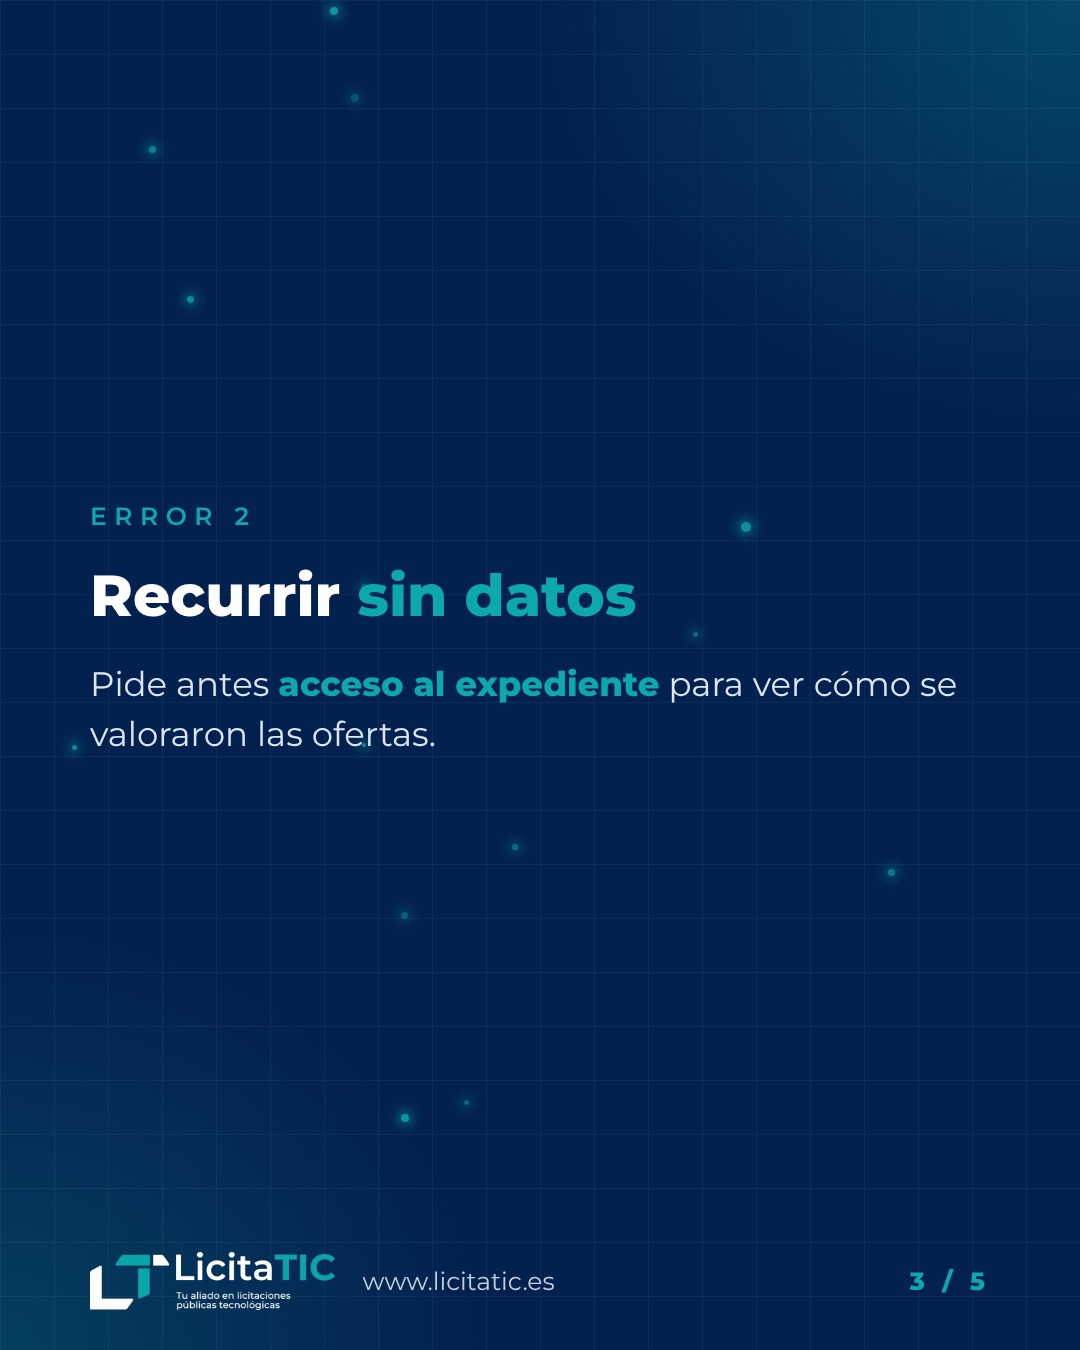 ERROR 2
Recurrir sin datos
Pide antes acceso al expediente para ver cómo se
valoraron las ofertas.
LicitaTIC
Tu aliado en licitaciones
públicas tecnológicas
www.licitatic.es
3 / 5